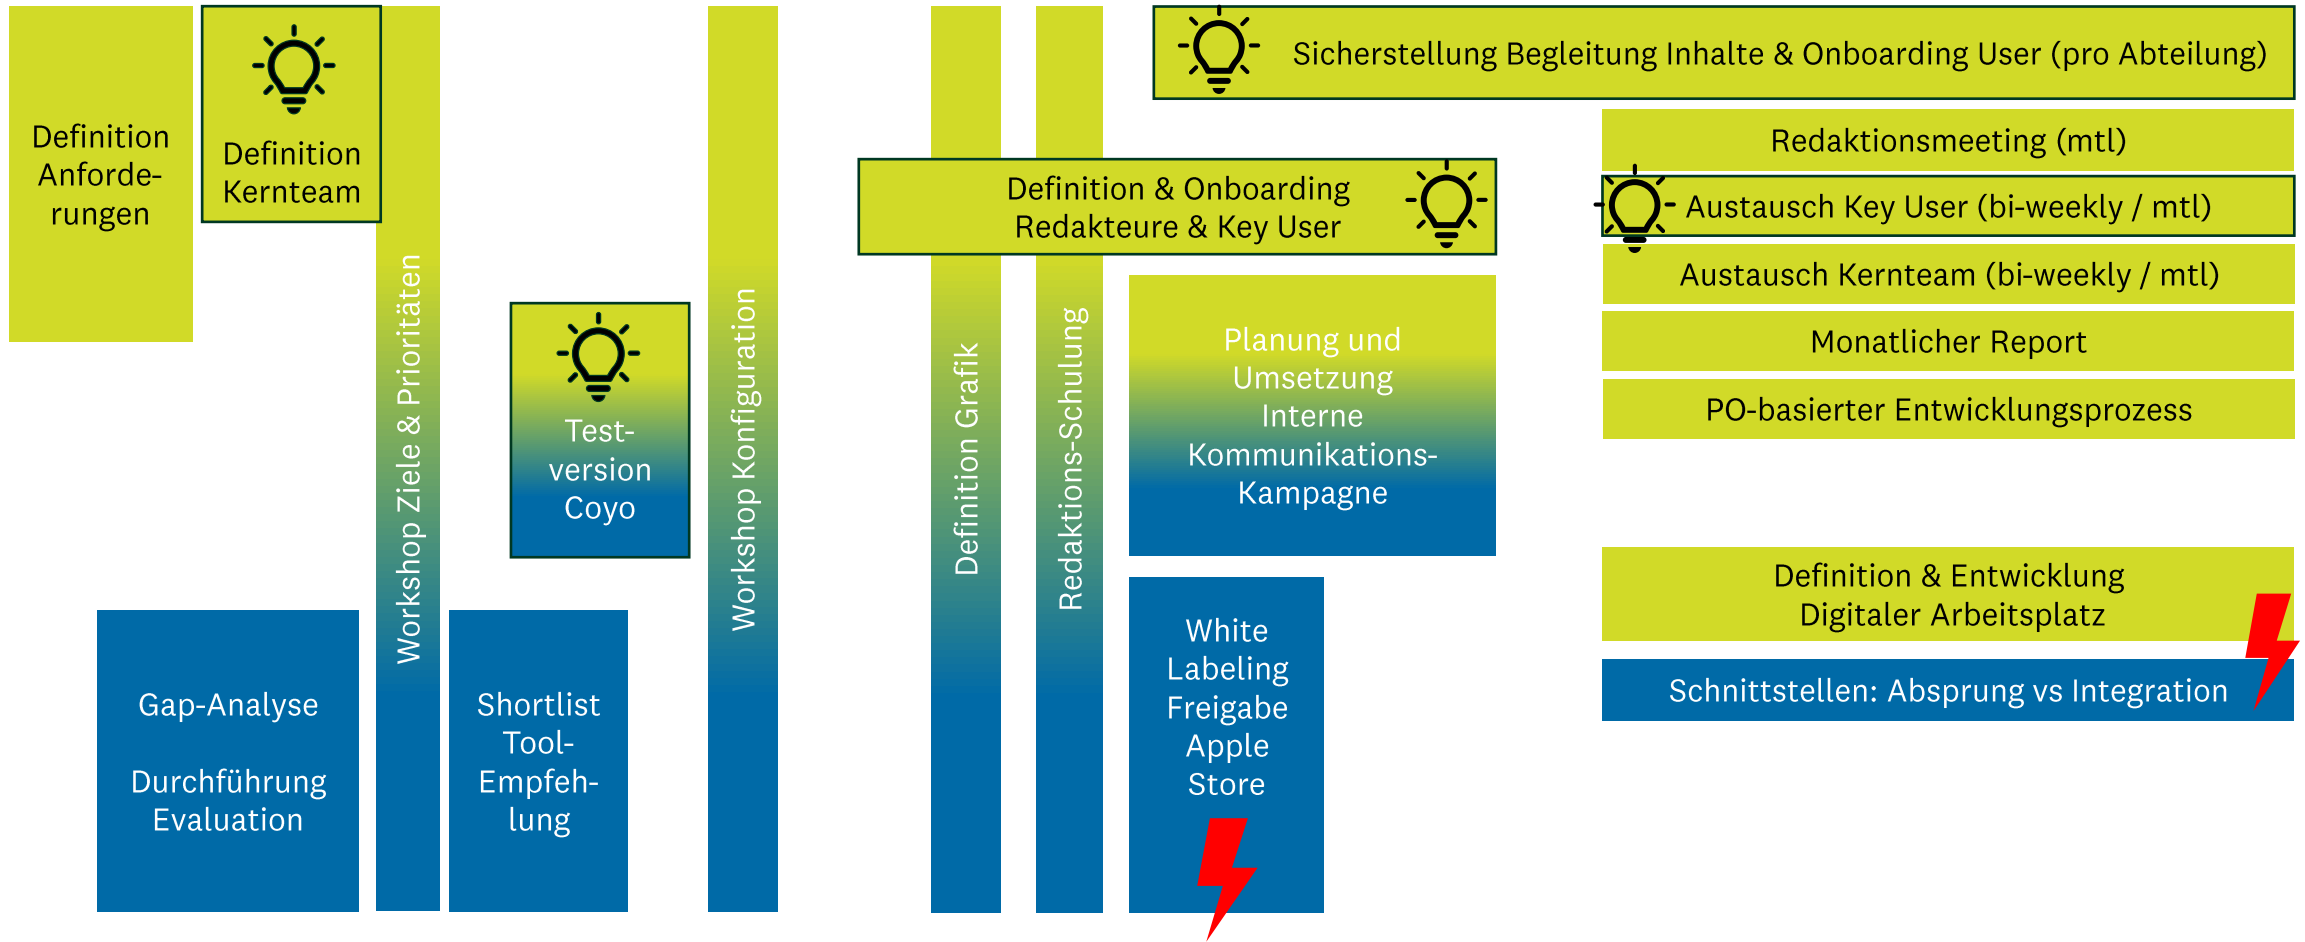 Definition
Anforde-
rungen
Definition
Kernteam
Gap-Analyse
Durchführung
Evaluation
Workshop Ziele & Prioritäten
Shortlist
Tool-
Empfeh-
lung
Test-
version
Coyo
Workshop Konfiguration
Definition & Onboarding
Redakteure & Key User
Definition Grafik
Redaktions-Schulung
Planung und
Umsetzung
Interne
Kommunikations-
Kampagne
White
Labeling
Freigabe
Apple
Store
Sicherstellung Begleitung Inhalte & Onboarding User (pro Abteilung)
Redaktionsmeeting (mtl)
Austausch Key User (bi-weekly / mtl)
Austausch Kernteam (bi-weekly / mtl)
Monatlicher Report
PO-basierter Entwicklungsprozess
Definition & Entwicklung
Digitaler Arbeitsplatz
Schnittstellen: Absprung vs Integration